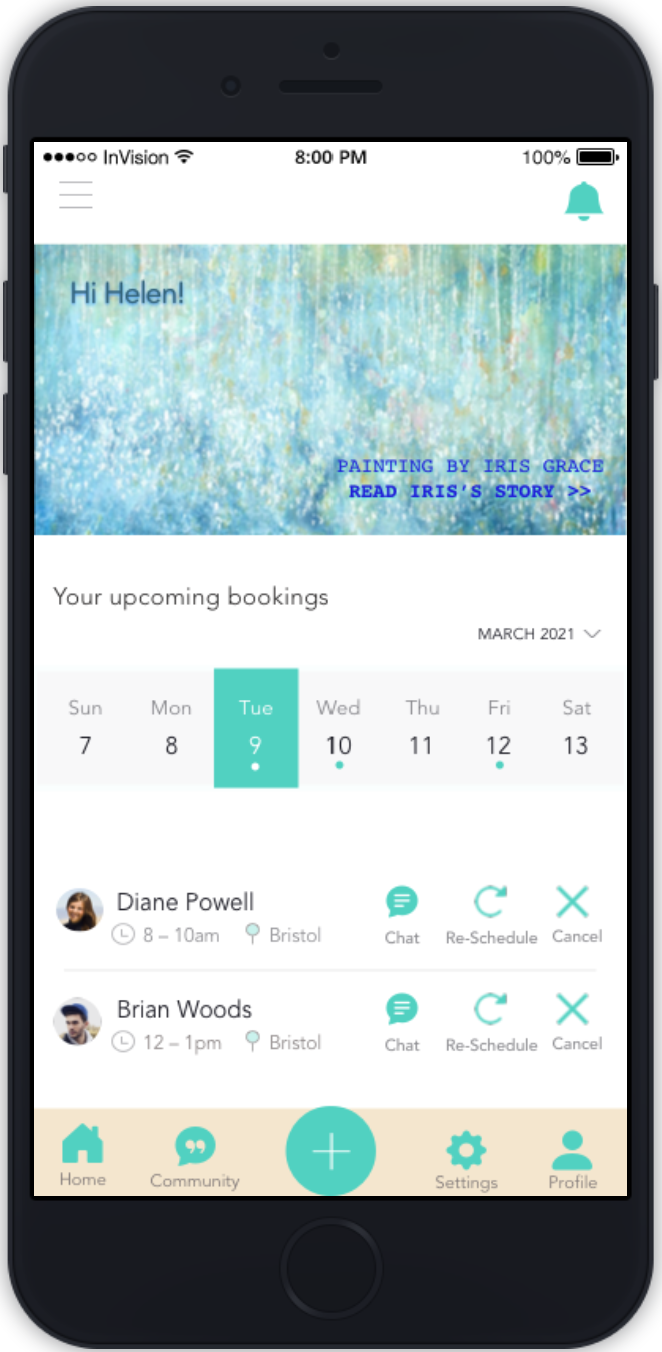 InVision 8:00 PM 100%
Hi Helen!
PAINTING BY IRIS GRACE
READ IRIS'S STORY >>
Your upcoming bookings
MARCH 2021
Sun Mon Tue Wed Thu Fri Sat
7 8 9 10 11 12 13
Diane Powell
8 – 10am Bristol
Chat Re-Schedule Cancel
Brian Woods
12 – 1pm Bristol
Chat Re-Schedule Cancel
Home Community Settings Profile